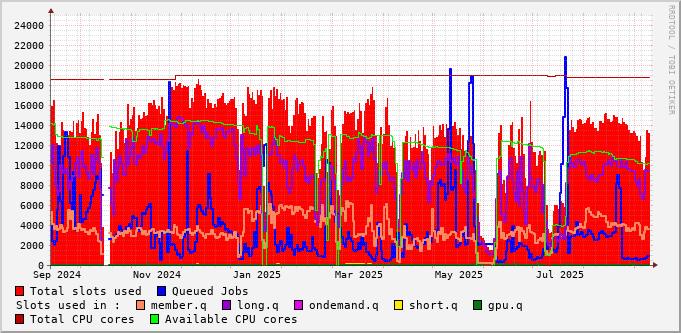 24000
22000
20000
18000
16000
14000
12000
10000
8000
6000
4000
2000
0
Sep 2024 Nov 2024 Jan 2025 Mar 2025 May 2025 Jul 2025
Total slots used Queued Jobs
Slots used in : member.q long.q ondemand.q short.q gpu.q
Total CPU cores Available CPU cores
RRDTOOL / TOBI OETIKER